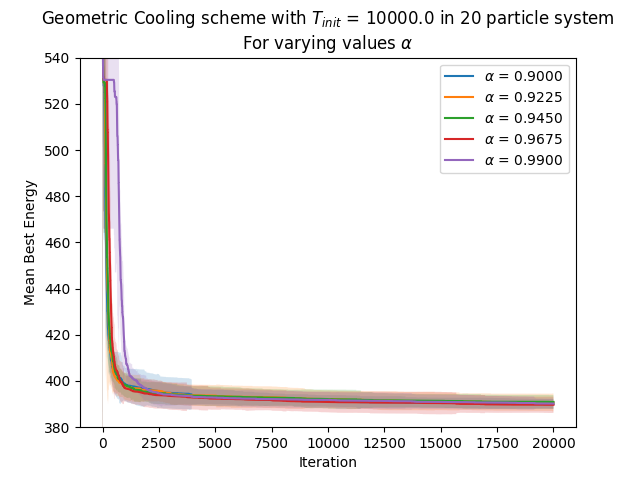 Geometric Cooling scheme with T_init = 10000.0 in 20 particle system
For varying values α
α = 0.9000
α = 0.9225
α = 0.9450
α = 0.9675
α = 0.9900
Mean Best Energy
540
520
500
480
460
440
420
400
380
0 2500 5000 7500 10000 12500 15000 17500 20000
Iteration